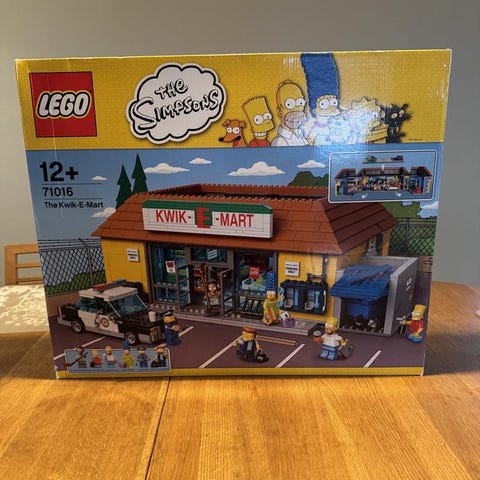 LEGO
The
Simpsons
12+
71016
The Kwik-E-Mart
KWIK-E-MART